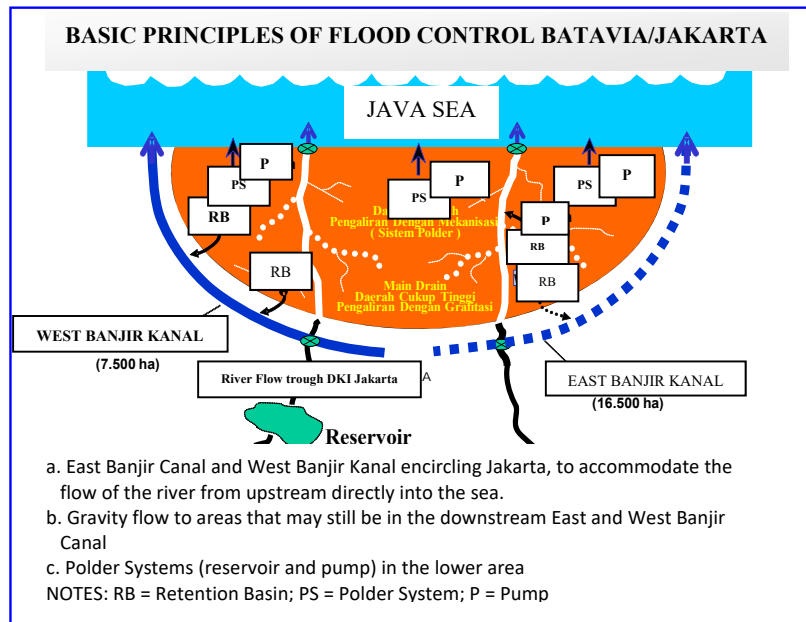 BASIC PRINCIPLES OF FLOOD CONTROL BATAVIA/JAKARTA
JAVA SEA
P
PS
RB
P
PS
P
PS
Pengaliran Dengan Mekanisasi
( Sistem Polder )
P
RB
RB
RB
Main Drain
Daerah Cukup Tinggi
Pengaliran Dengan Grafitasi
WEST BANJIR KANAL
(7.500 ha)
River Flow trough DKI Jakarta
A
EAST BANJIR KANAL
(16.500 ha)
Reservoir
a. East Banjir Canal and West Banjir Kanal encircling Jakarta, to accommodate the
flow of the river from upstream directly into the sea.
b. Gravity flow to areas that may still be in the downstream East and West Banjir
Canal
c. Polder Systems (reservoir and pump) in the lower area
NOTES: RB = Retention Basin; PS = Polder System; P = Pump